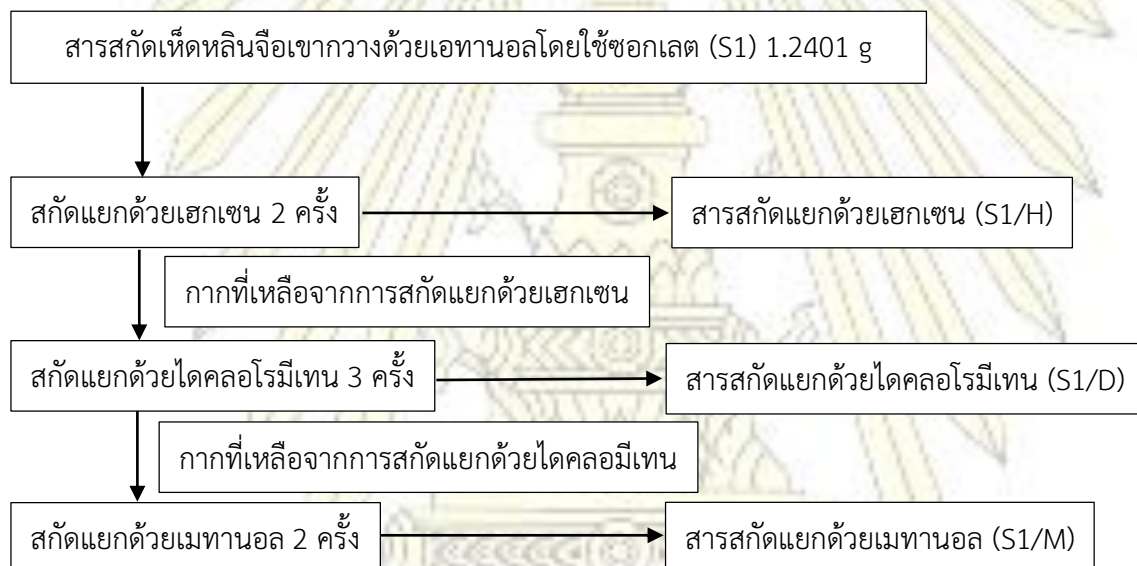 สารสกัดเห็ดหลินจือเขากวางด้วยเอทานอลโดยใช้ซอกเลต (S1) 1.2401 g
สกัดแยกด้วยเฮกเซน 2 ครั้ง
สารสกัดแยกด้วยเฮกเซน (S1/H)
กากที่เหลือจากการสกัดแยกด้วยเฮกเซน
สกัดแยกด้วยไดคลอโรมีเทน 3 ครั้ง
สารสกัดแยกด้วยไดคลอโรมีเทน (S1/D)
กากที่เหลือจากการสกัดแยกด้วยไดคลอมีเทน
สกัดแยกด้วยเมทานอล 2 ครั้ง
สารสกัดแยกด้วยเมทานอล (S1/M)